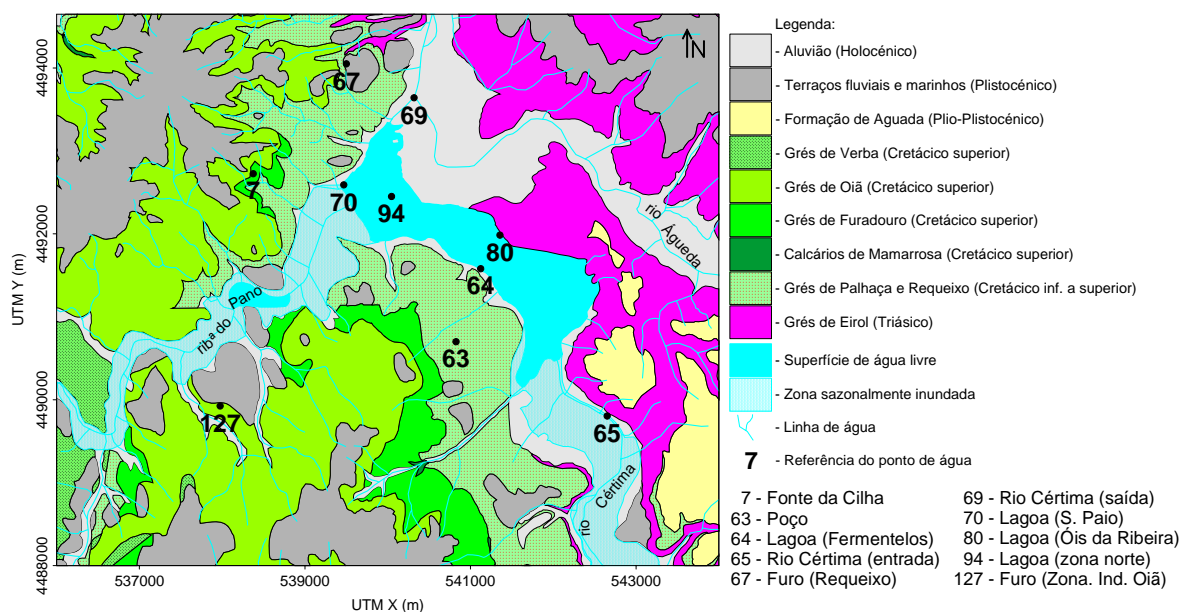 4494000
4492000
4490000
4488000
UTM Y (m)
537000
539000
541000
543000
UTM X (m)
N
67
69
7
70
94
80
64
63
127
65
rio
Águeda
ribª do Pano
rio Cértima
Legenda:
- Aluvião (Holocénico)
- Terraços fluviais e marinhos (Plistocénico)
- Formação de Aguada (Plio-Plistocénico)
- Grés de Verba (Cretácico superior)
- Grés de Oiã (Cretácico superior)
- Grés de Furadouro (Cretácico superior)
- Calcários de Mamarrosa (Cretácico superior)
- Grés de Palhaça e Requeixo (Cretácico inf. a superior)
- Grés de Eirol (Triásico)
- Superfície de água livre
- Zona sazonalmente inundada
- Linha de água
7 - Referência do ponto de água
7 - Fonte da Cilha
63 - Poço
64 - Lagoa (Fermentelos)
65 - Rio Cértima (entrada)
67 - Furo (Requeixo)
69 - Rio Cértima (saída)
70 - Lagoa (S. Paio)
80 - Lagoa (Óis da Ribeira)
94 - Lagoa (zona norte)
127 - Furo (Zona. Ind. Oiã)